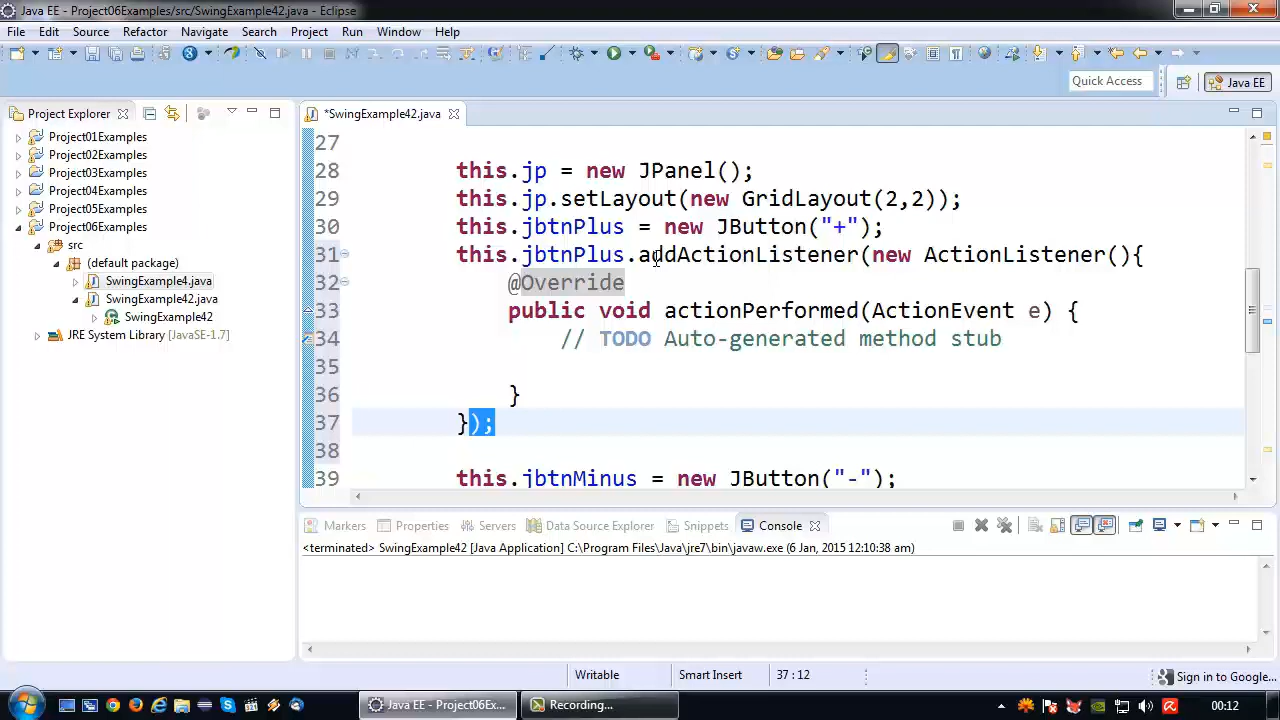 Java EE - Project06Examples/src/SwingExample42.java - Eclipse
File Edit Source Refactor Navigate Search Project Run Window Help
Quick Access
Java EE
Project Explorer
*SwingExample42.java
Project01Examples
Project02Examples
Project03Examples
Project04Examples
Project05Examples
Project06Examples
src
(default package)
SwingExample4.java
SwingExample42.java
SwingExample42
JRE System Library [JavaSE-1.7]
27
28 this.jp = new JPanel();
29 this.jp.setLayout(new GridLayout(2,2));
30 this.jbtnPlus = new JButton("+");
31 this.jbtnPlus.addActionListener(new ActionListener(){
32 @Override
33 public void actionPerformed(ActionEvent e) {
34 // TODO Auto-generated method stub
35
36 }
37 });
38
39 this.jbtnMinus = new JButton("-");
Markers Properties Servers Data Source Explorer Snippets Console
<terminated> SwingExample42 [Java Application] C:\Program Files\Java\jre7\bin\javaw.exe (6 Jan, 2015 12:10:38 am)
Writable Smart Insert 37:12
Sign in to Google...
Java EE - Project06Ex...
Recording...
00:12